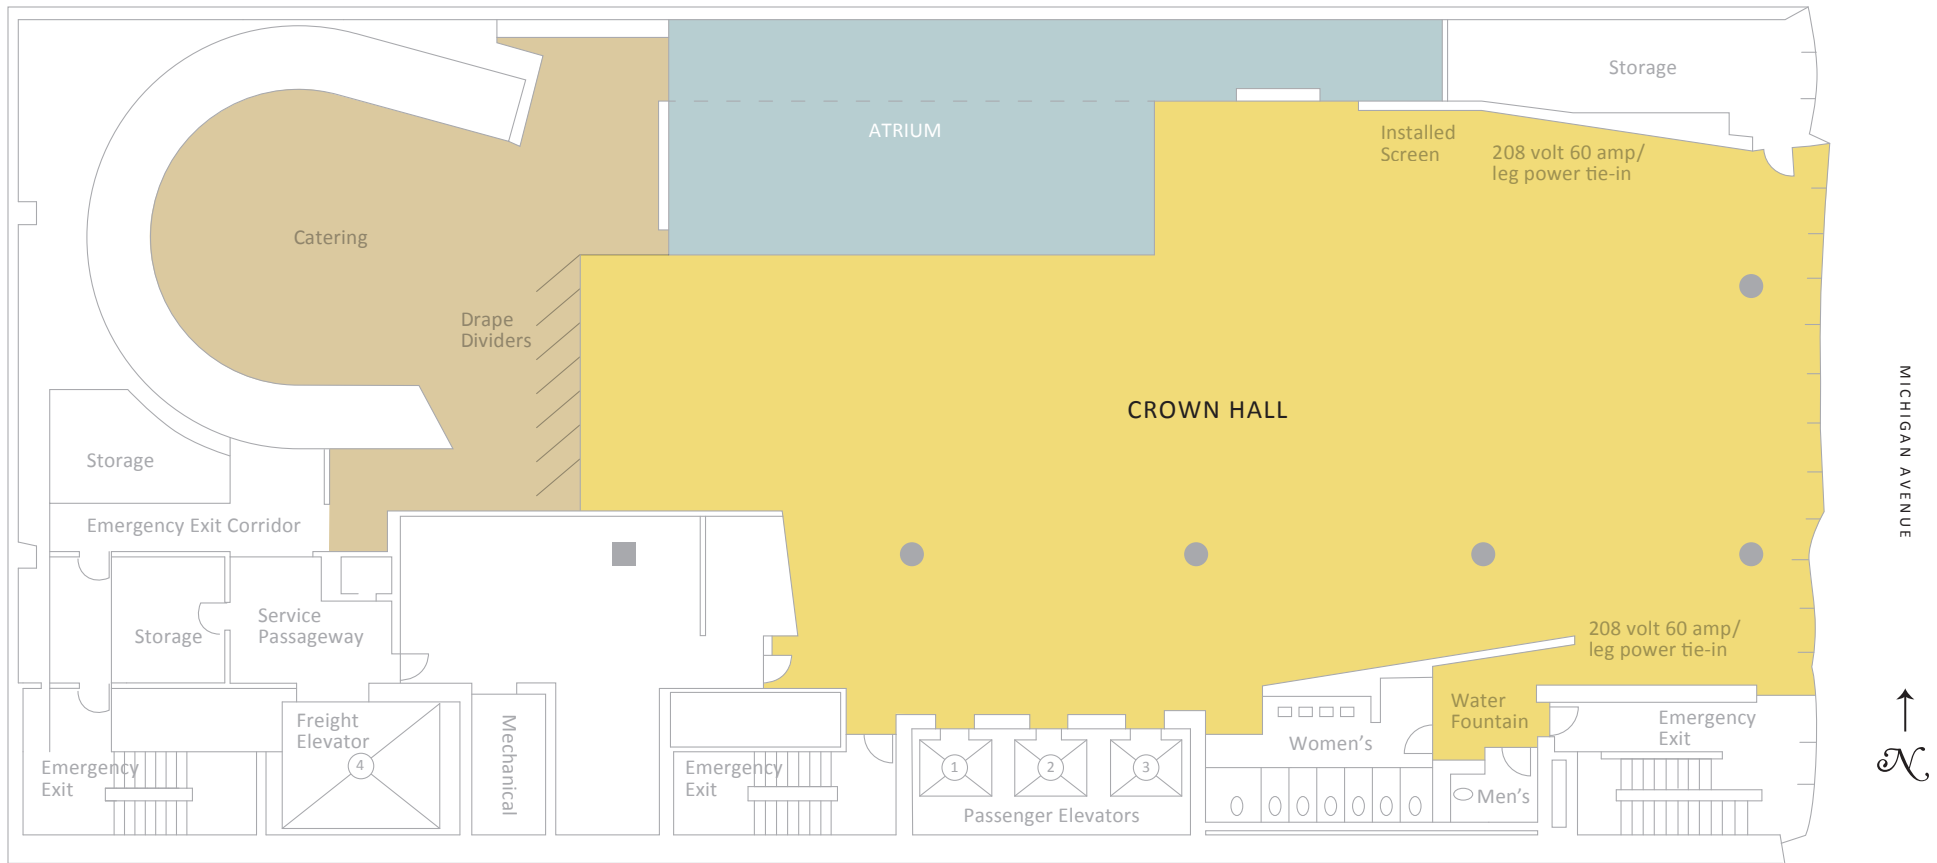 Storage
ATRIUM
Installed
Screen
208 volt 60 amp/
leg power tie-in
Catering
Drape
Dividers
CROWN HALL
MICHIGAN AVENUE
Storage
Emergency Exit Corridor
Storage
Service
Passageway
208 volt 60 amp/
leg power tie-in
Freight
Elevator
4
Mechanical
Emergency
Exit
Emergency
Exit
1
2
3
Passenger Elevators
Women's
Water
Fountain
Men's
Emergency
Exit
N